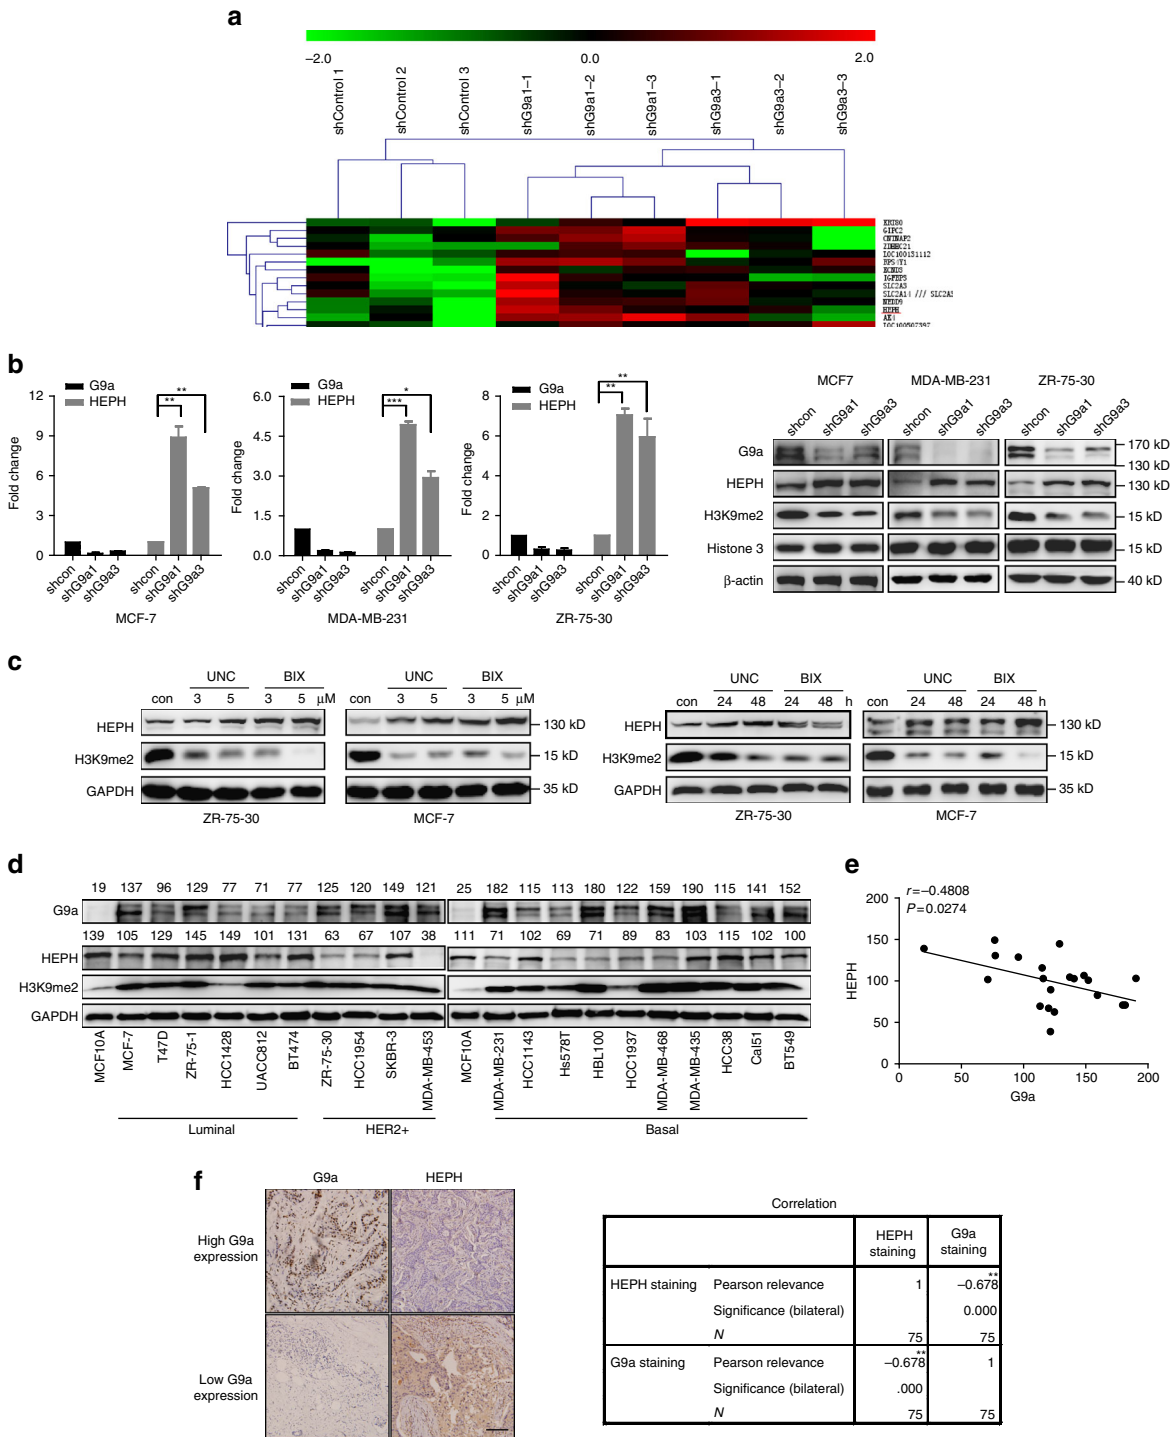 a
−2.0 0.0 2.0
shControl 1 shControl 2 shControl 3 shG9a1–1 shG9a1–2 shG9a1–3 shG9a3–1 shG9a3–2 shG9a3–3
GIPC2
CNTNAP2
ZDHHC21
LOC100131112
RPS4Y1
IGFBP5
SLC2A3
SLC2A14 /// SLC2A3
NEDD9
HEPH
AK4
LOC100507397
b
G9a
HEPH
Fold change
12
9
6
3
0
** **
shcon shG9a1 shG9a3 shcon shG9a1 shG9a3
MCF-7
G9a
HEPH
Fold change
6.0
4.5
3.0
1.5
0.0
*** *
shcon shG9a1 shG9a3 shcon shG9a1 shG9a3
MDA-MB-231
G9a
HEPH
Fold change
8
6
4
2
0
** **
shcon shG9a1 shG9a3 shcon shG9a1 shG9a3
ZR-75-30
MCF7 MDA-MB-231 ZR-75-30
shcon shG9a1 shG9a3 shcon shG9a1 shG9a3 shcon shG9a1 shG9a3
G9a 170 kD
130 kD
HEPH 130 kD
H3K9me2 15 kD
Histone 3 15 kD
β-actin 40 kD
c
UNC BIX
con 3 5 3 5 μM
HEPH
H3K9me2
GAPDH
ZR-75-30
UNC BIX
con 3 5 3 5
130 kD
15 kD
35 kD
MCF-7
UNC BIX
con 24 48 24 48 h
HEPH
H3K9me2
GAPDH
ZR-75-30
UNC BIX
con 24 48 24 48 h
130 kD
15 kD
35 kD
MCF-7
d
19 137 96 129 77 71 77 125 120 149 121 25 182 115 113 180 122 159 190 115 141 152
G9a
139 105 129 145 149 101 131 63 67 107 38 111 71 102 69 71 89 83 103 115 102 100
HEPH
H3K9me2
GAPDH
MCF10A MCF-7 T47D ZR-75-1 HCC1428 UACC812 BT474 ZR-75-30 HCC1954 SKBR-3 MDA-MB-453 MCF10A MDA-MB-231 HCC1143 Hs578T HBL100 HCC1937 MDA-MB-468 MDA-MB-435 HCC38 Cal51 BT549
Luminal HER2+ Basal
e
r=−0.4808
P=0.0274
HEPH
200
150
100
50
0
0 50 100 150 200
G9a
f
G9a HEPH
High G9a
expression
Low G9a
expression
Correlation
HEPH staining G9a staining
HEPH staining Pearson relevance 1 −0.678**
Significance (bilateral) 0.000
N 75 75
G9a staining Pearson relevance −0.678** 1
Significance (bilateral) .000
N 75 75